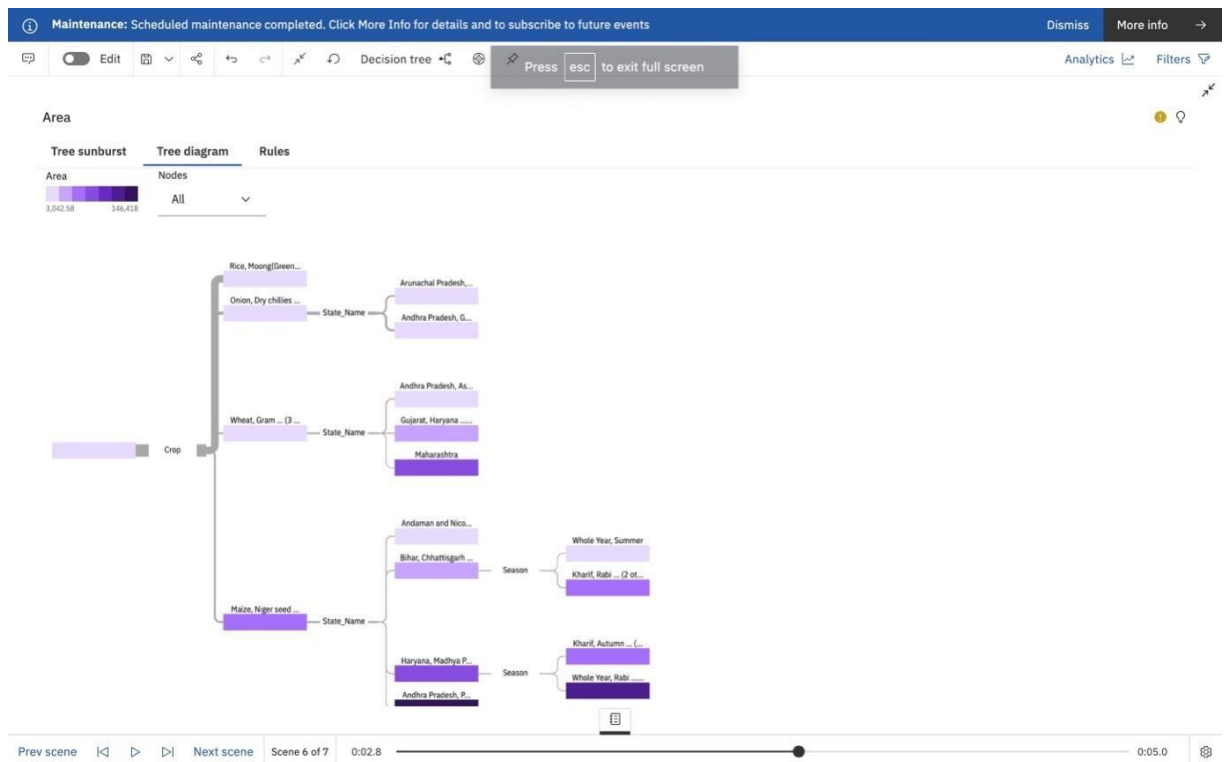 Maintenance: Scheduled maintenance completed. Click More Info for details and to subscribe to future events
Dismiss
More info
Edit
Decision tree
Press esc to exit full screen
Analytics
Filters
Area
Tree sunburst
Tree diagram
Rules
Area
Nodes
3,042.58
146,418
All
Rice, Moong(Green...
Onion, Dry chillies ...
State_Name
Arunachal Pradesh,...
Andhra Pradesh, G...
Wheat, Gram ... (3 ...
State_Name
Andhra Pradesh, As...
Gujarat, Haryana ......
Maharashtra
Crop
Maize, Niger seed ...
State_Name
Andaman and Nico...
Bihar, Chhattisgarh ...
Season
Whole Year, Summer
Kharif, Rabi ... (2 ot...
Haryana, Madhya P...
Season
Kharif, Autumn ... (...
Whole Year, Rabi ......
Andhra Pradesh, P...
Prev scene
Next scene
Scene 6 of 7
0:02.8
0:05.0